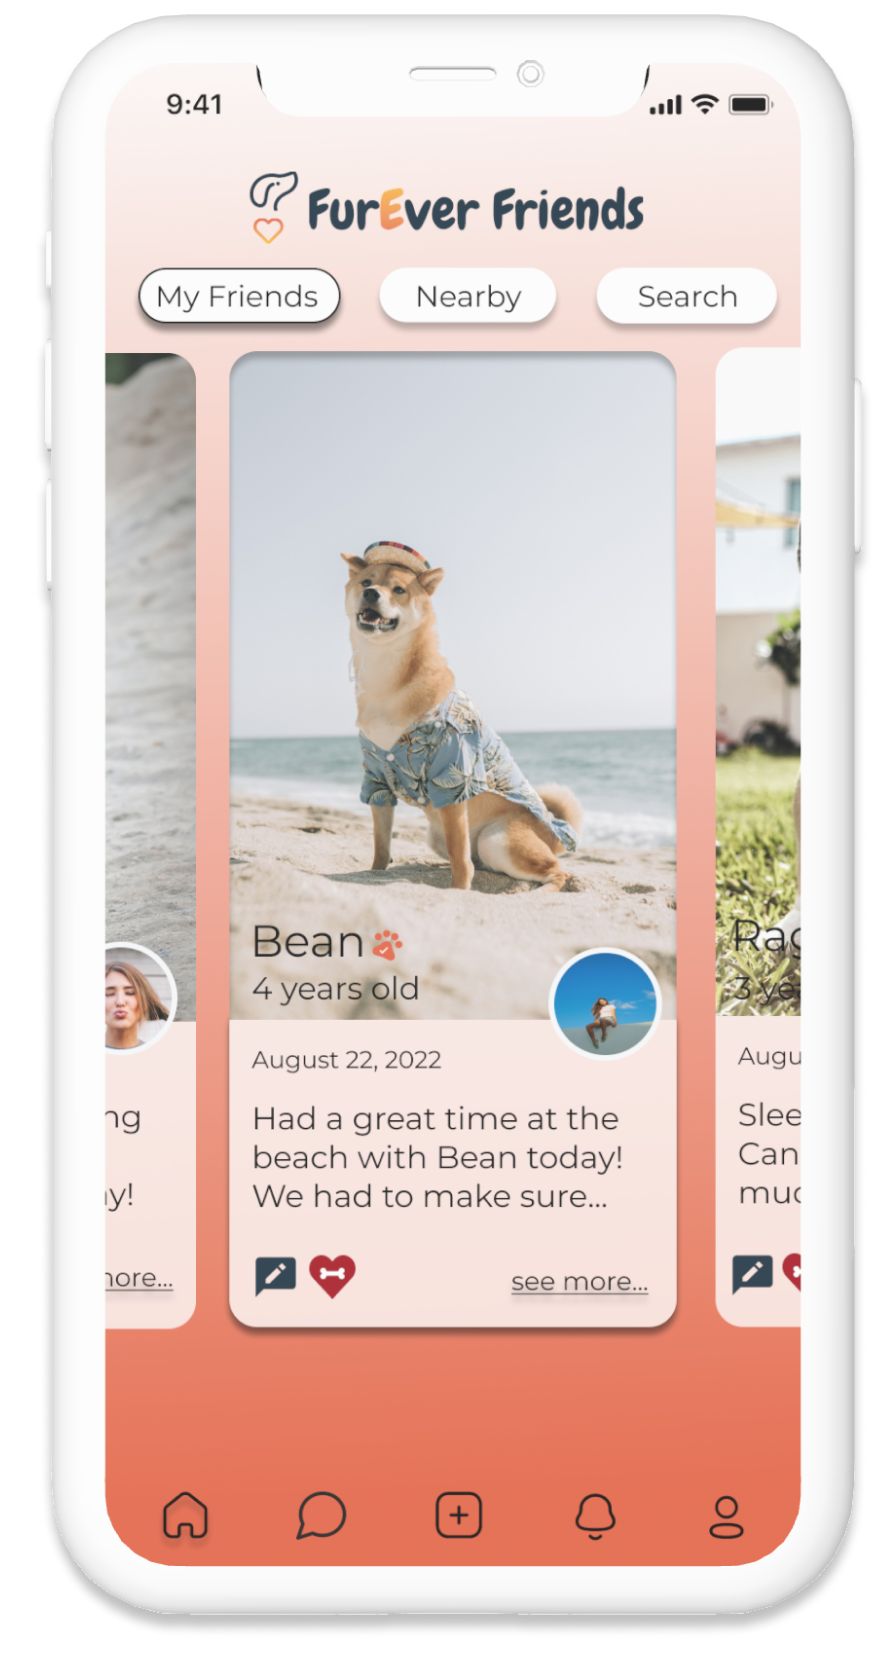 9:41
FurEver Friends
My Friends
Nearby
Search
Bean
4 years old
August 22, 2022
Had a great time at the
beach with Bean today!
We had to make sure...
see more...
ng
y!
more...
Rag
3 ye
Augu
Slee
Can
muc